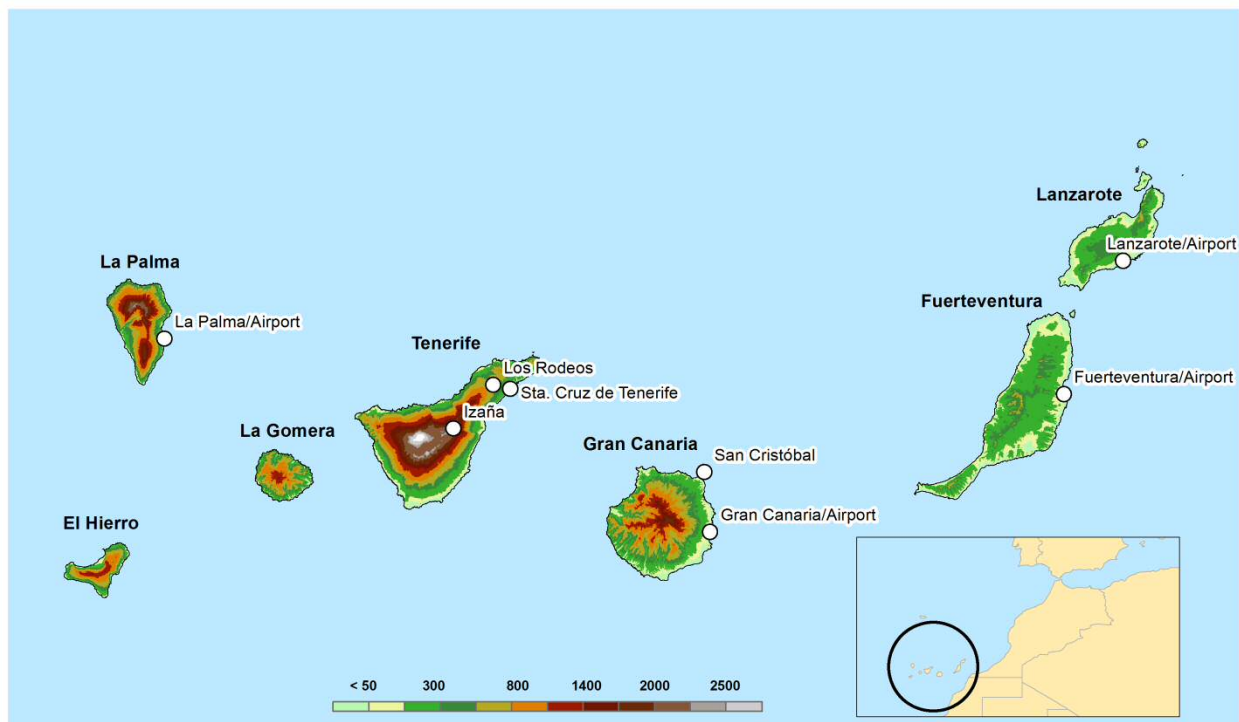 Lanzarote
Lanzarote/Airport
La Palma
La Palma/Airport
Fuerteventura
Fuerteventura/Airport
Tenerife
Los Rodeos
Sta. Cruz de Tenerife
Izaña
La Gomera
Gran Canaria
San Cristóbal
Gran Canaria/Airport
El Hierro
< 50 300 800 1400 2000 2500